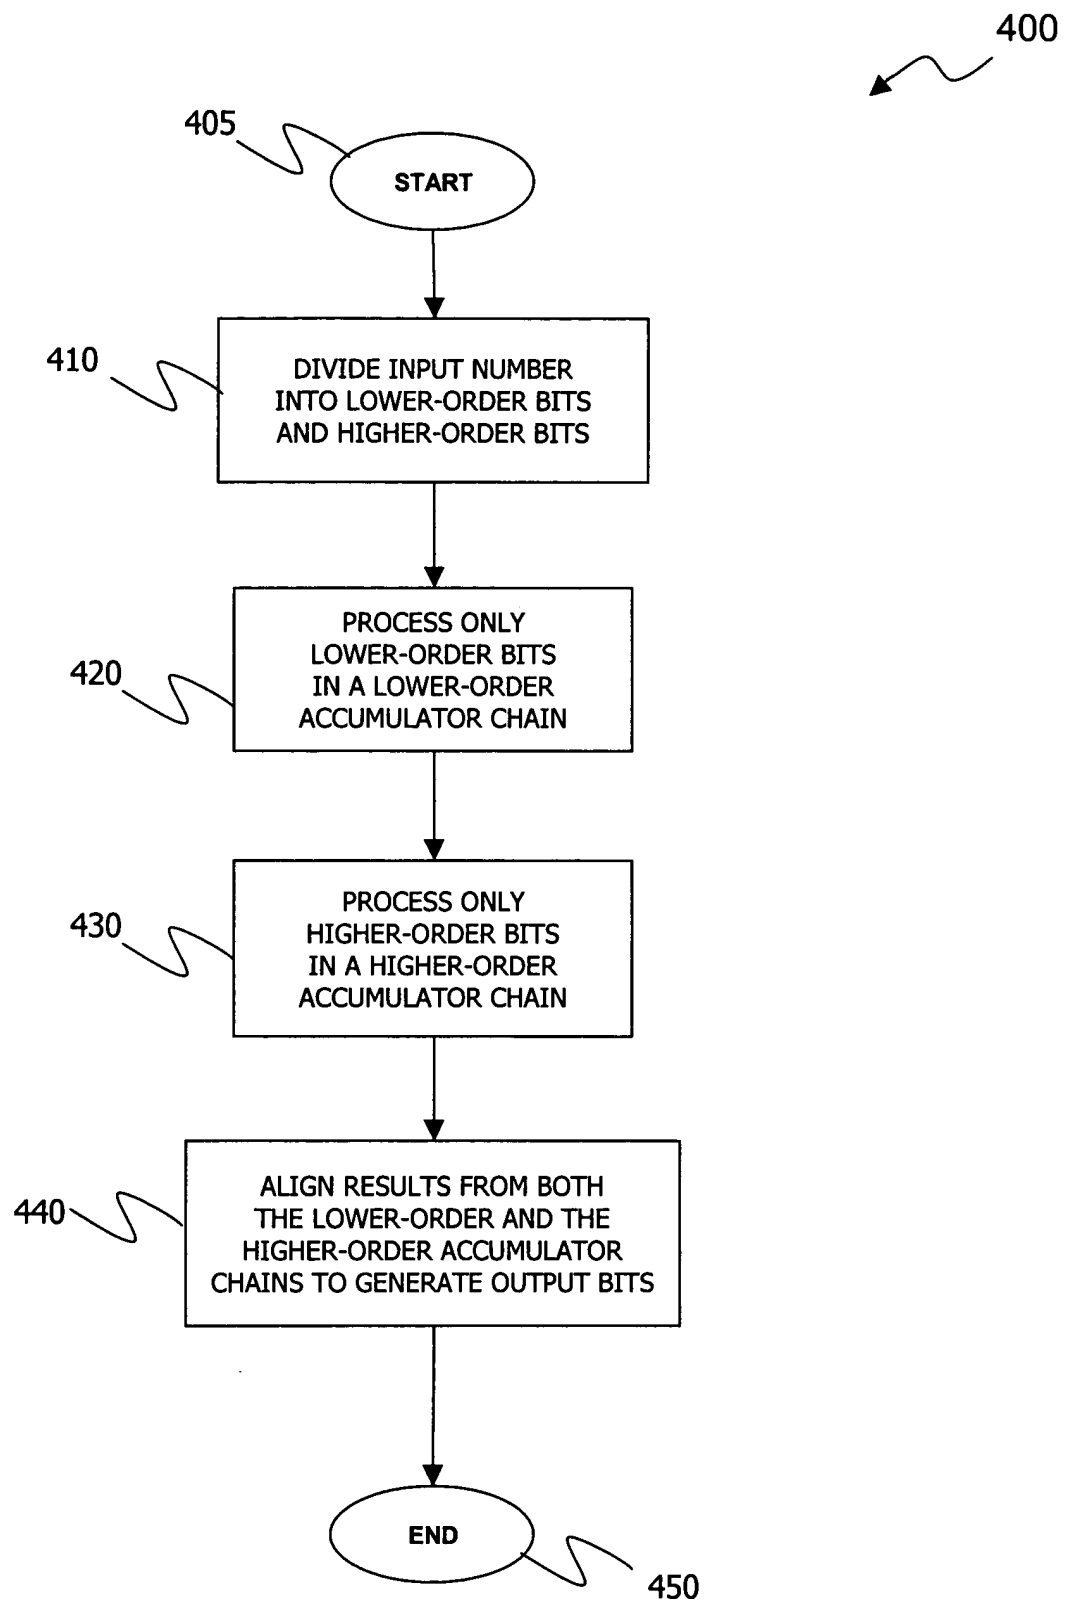 400
405
START
410
DIVIDE INPUT NUMBER
INTO LOWER-ORDER BITS
AND HIGHER-ORDER BITS
420
PROCESS ONLY
LOWER-ORDER BITS
IN A LOWER-ORDER
ACCUMULATOR CHAIN
430
PROCESS ONLY
HIGHER-ORDER BITS
IN A HIGHER-ORDER
ACCUMULATOR CHAIN
440
ALIGN RESULTS FROM BOTH
THE LOWER-ORDER AND THE
HIGHER-ORDER ACCUMULATOR
CHAINS TO GENERATE OUTPUT BITS
END
450